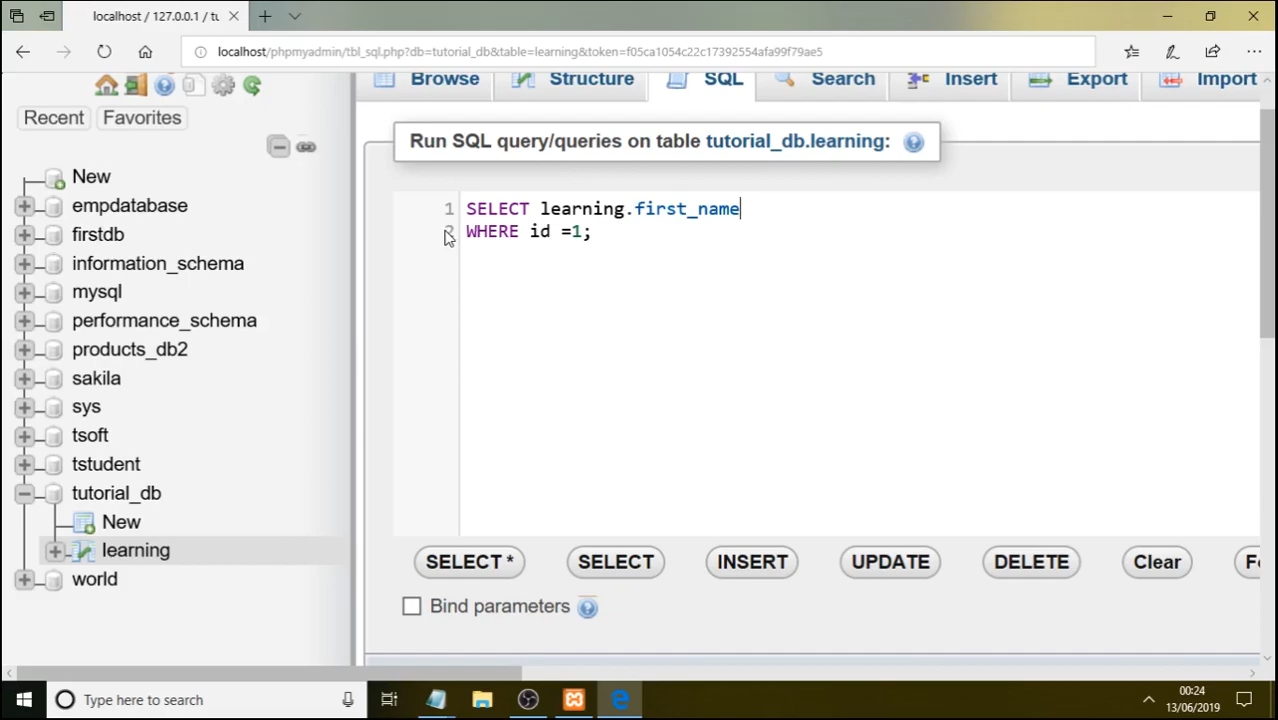 localhost / 127.0.0.1 / tu
localhost/phpmyadmin/tbl_sql.php?db=tutorial_db&table=learning&token=f05ca1054c22c17392554afa99f79ae5
Recent
Favorites
New
empdatabase
firstdb
information_schema
mysql
performance_schema
products_db2
sakila
sys
tsoft
tstudent
tutorial_db
New
learning
world
Browse
Structure
SQL
Search
Insert
Export
Import
Run SQL query/queries on table tutorial_db.learning:
1 SELECT learning.first_name
2 WHERE id =1;
SELECT *
SELECT
INSERT
UPDATE
DELETE
Clear
Fo
Bind parameters
Type here to search
00:24
13/06/2019